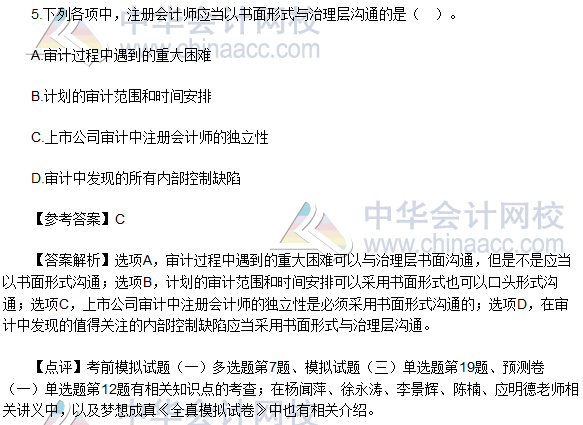 5.下列各项中，注册会计师应当以书面形式与治理层沟通的是（　）。
A.审计过程中遇到的重大困难
B.计划的审计范围和时间安排
C.上市公司审计中注册会计师的独立性
D.审计中发现的所有内部控制缺陷
【参考答案】C
【答案解析】选项A，审计过程中遇到的重大困难可以与治理层书面沟通，但是不是应当
以书面形式沟通；选项B，计划的审计范围和时间安排可以采用书面形式也可以口头形式沟
通；选项C，上市公司审计中注册会计师的独立性是必须采用书面形式沟通的；选项D，在审
计中发现的值得关注的内部控制缺陷应当采用书面形式与治理层沟通。
【点评】考前模拟试题（一）多选题第7题、模拟试题（三）单选题第19题、预测卷
（一）单选题第12题有相关知识点的考查；在杨闻萍、徐永涛、李景辉、陈楠、应明德老师相
关讲义中，以及梦想成真《全真模拟试卷》中也有相关介绍。
中华会计网校
www.chinaacc.com
中华会计网校
www.chinaacc.com